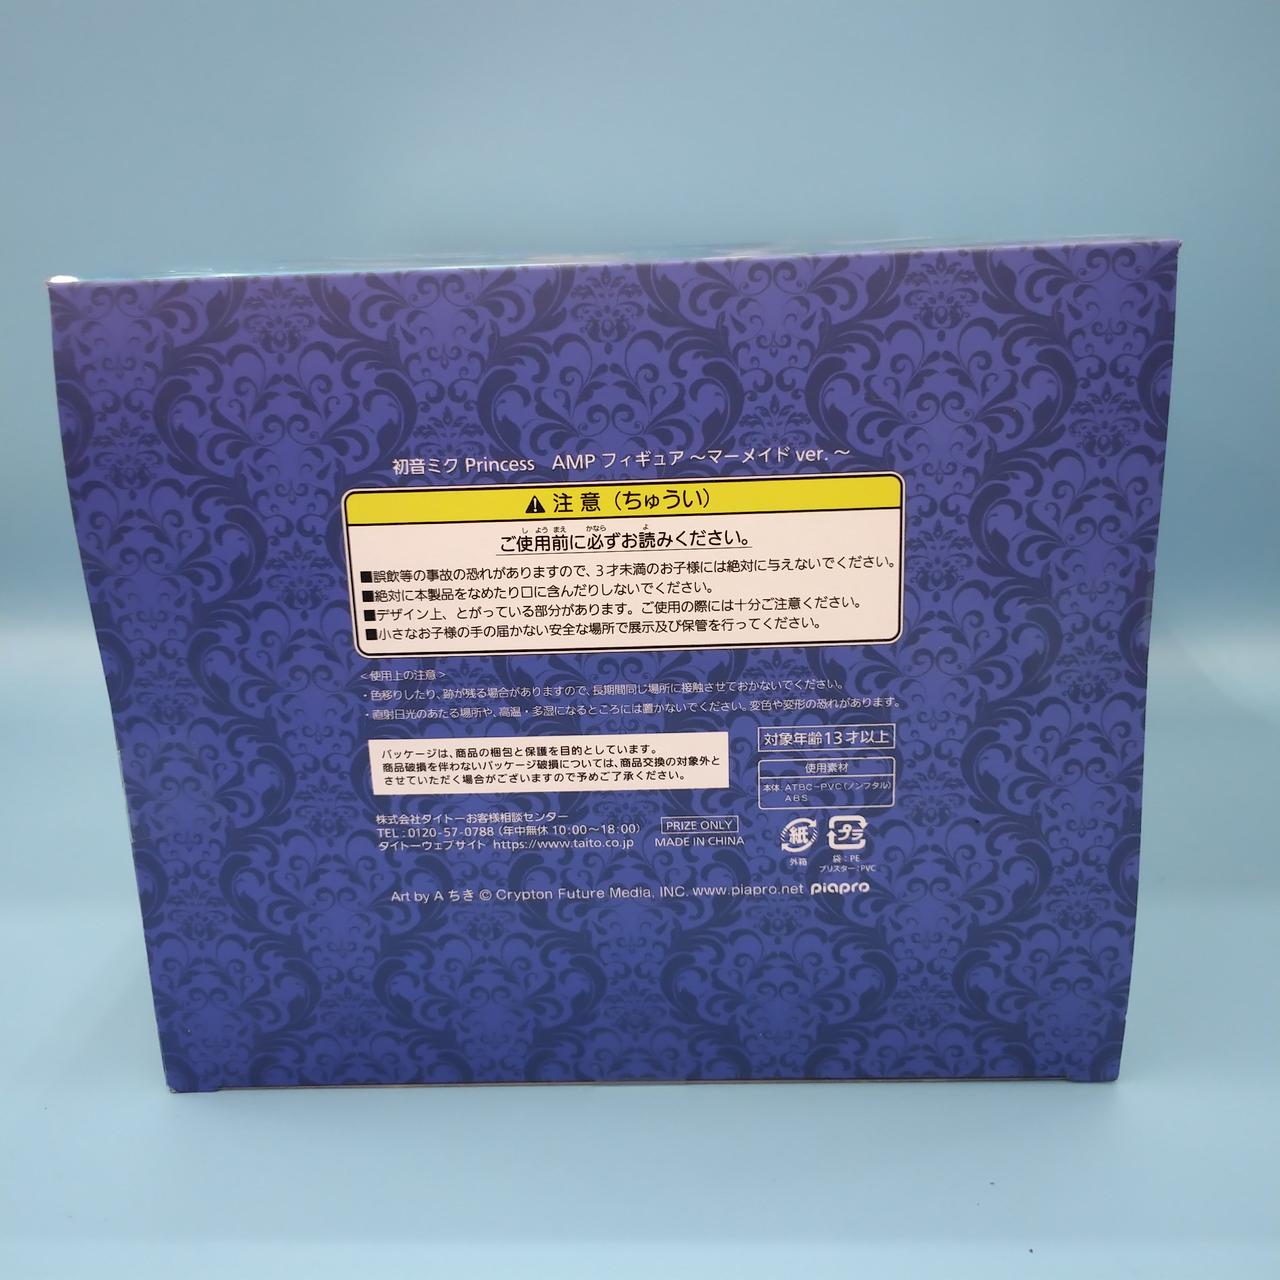 初音ミク Princess AMP フィギュア ～マーメイド ver. ～
注意（ちゅうい）
ご使用前に必ずお読みください。
■誤飲等の事故の恐れがありますので、3才未満のお子様には絶対に与えないでください。
■絶対に本製品をなめたり口に含んだりしないでください。
■デザイン上、とがっている部分があります。ご使用の際には十分ご注意ください。
■小さなお子様の手の届かない安全な場所で展示及び保管を行ってください。
＜使用上の注意＞
・色移りしたり、跡が残る場合がありますので、長期間同じ場所に接触させておかないでください。
・直射日光のあたる場所や、高温・多湿になるところには置かないでください。変色や変形の恐れがあります。
パッケージは、商品の梱包と保護を目的としています。
商品破損を伴わないパッケージ破損については、商品交換の対象外と
させていただく場合がございますので予めご了承ください。
対象年齢13才以上
使用素材
本体：ATBC-PVC(ノンフタル)
ABS
株式会社タイトーお客様相談センター
TEL：0120-57-0788（年中無休 10:00～18:00）
タイトーウェブサイト https://www.taito.co.jp
PRIZE ONLY
MADE IN CHINA
紙
外箱
プラ
袋：PE
ブリスター：PVC
Art by A ちき © Crypton Future Media, INC. www.piapro.net piapro